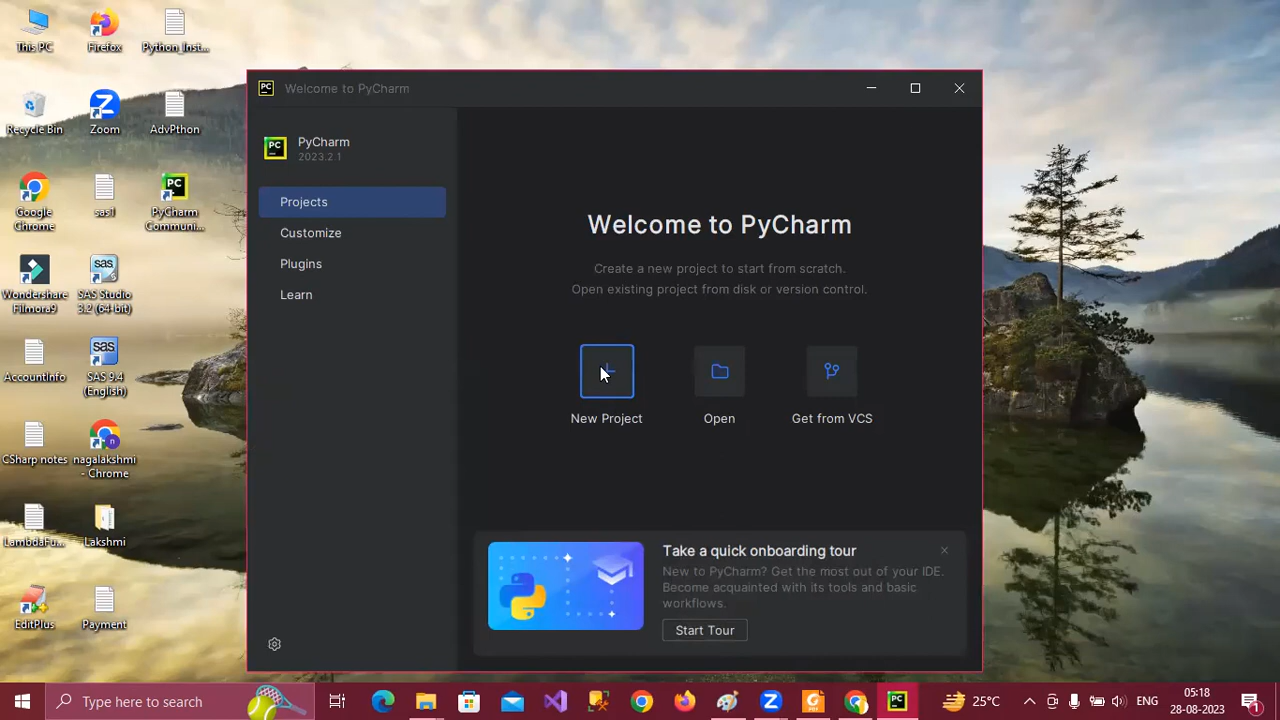 This PC
Firefox
Python_Inst...
Recycle Bin
Zoom
AdvPthon
Google
Chrome
sas1
PyCharm
Communi...
Wondershare
Filmora9
SAS Studio
3.2 (64-bit)
AccountInfo
SAS 9.4
(English)
CSharp notes
nagalakshmi
- Chrome
LambdaFu...
Lakshmi
EditPlus
Payment
Welcome to PyCharm
PyCharm
2023.2.1
Projects
Customize
Plugins
Learn
Welcome to PyCharm
Create a new project to start from scratch.
Open existing project from disk or version control.
New Project
Open
Get from VCS
Take a quick onboarding tour
New to PyCharm? Get the most out of your IDE.
Become acquainted with its tools and basic
workflows.
Start Tour
Type here to search
25°C
ENG
05:18
28-08-2023